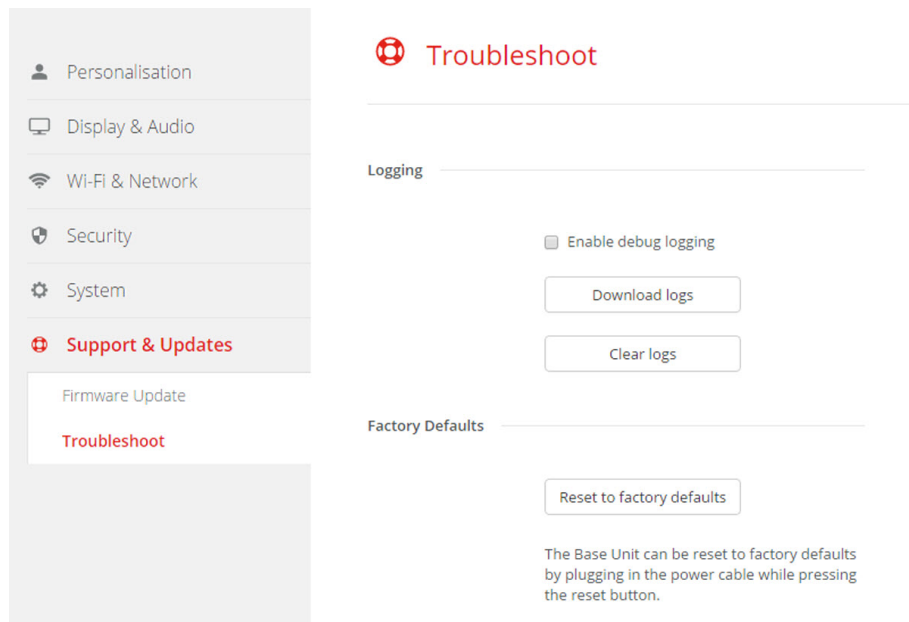 Personalisation
Display & Audio
Wi-Fi & Network
Security
System
Support & Updates
Firmware Update
Troubleshoot
Troubleshoot
Logging
Enable debug logging
Download logs
Clear logs
Factory Defaults
Reset to factory defaults
The Base Unit can be reset to factory defaults
by plugging in the power cable while pressing
the reset button.